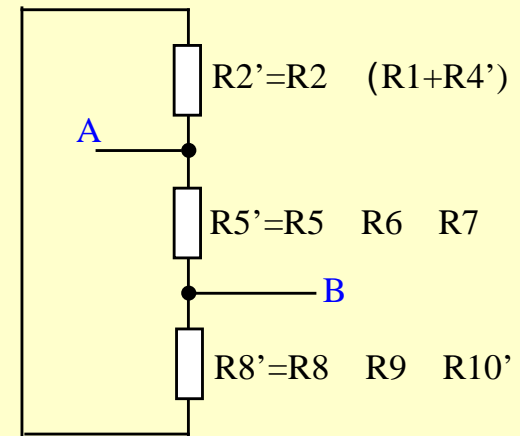 R2’=R2 (R1+R4’)
A
R5’=R5 R6 R7
B
R8’=R8 R9 R10’